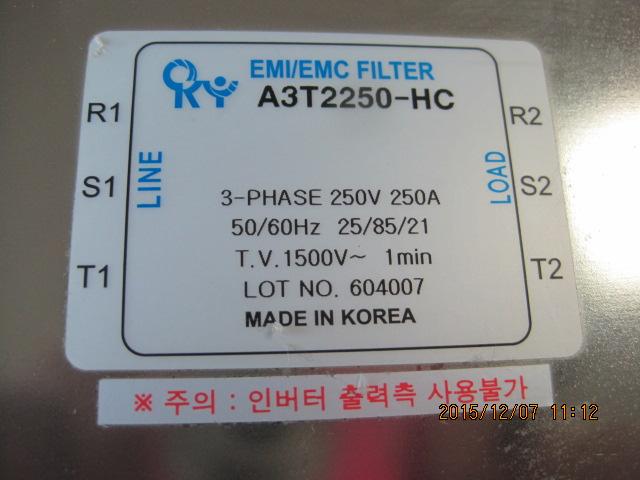 ORY EMI/EMC FILTER
A3T2250-HC
R1
R2
S1
LINE
LOAD
S2
T1
T2
3-PHASE 250V 250A
50/60Hz 25/85/21
T.V.1500V~ 1min
LOT NO. 604007
MADE IN KOREA
※ 주의 : 인버터 출력측 사용불가
2015/12/07 11:12